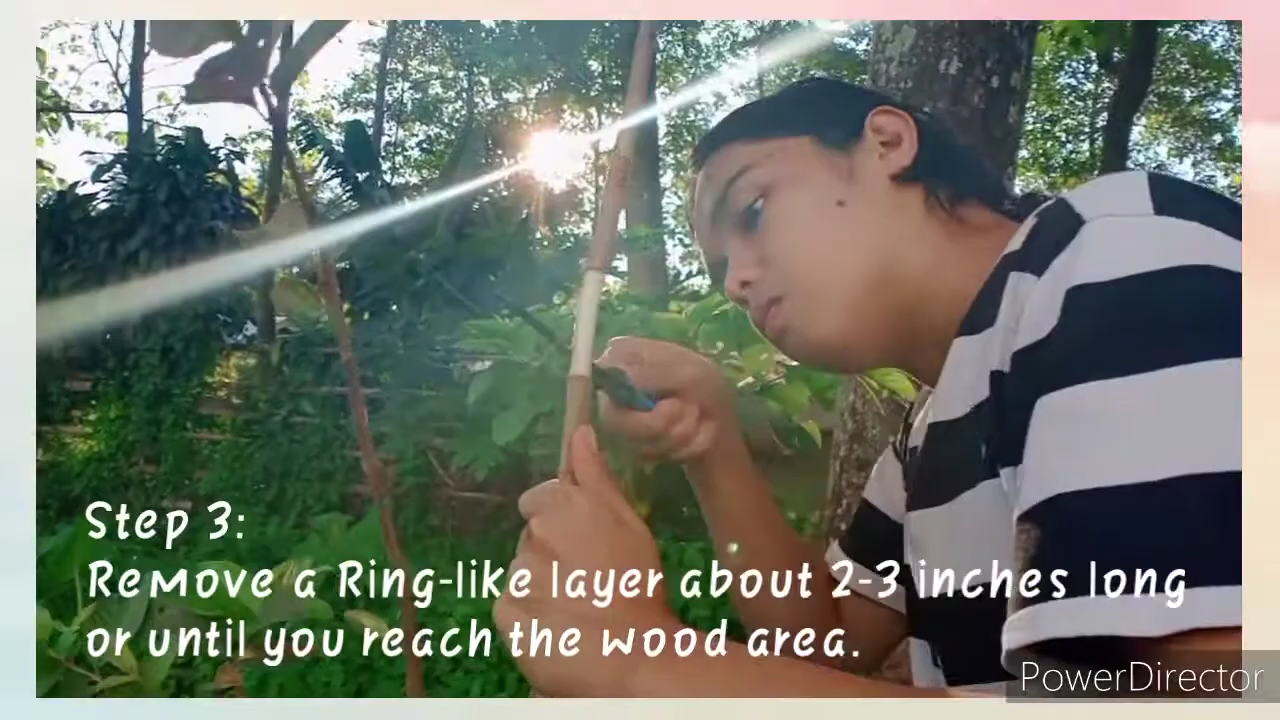 Step 3:
Remove a Ring-like layer about 2-3 inches long
or until you reach the wood area.
PowerDirector